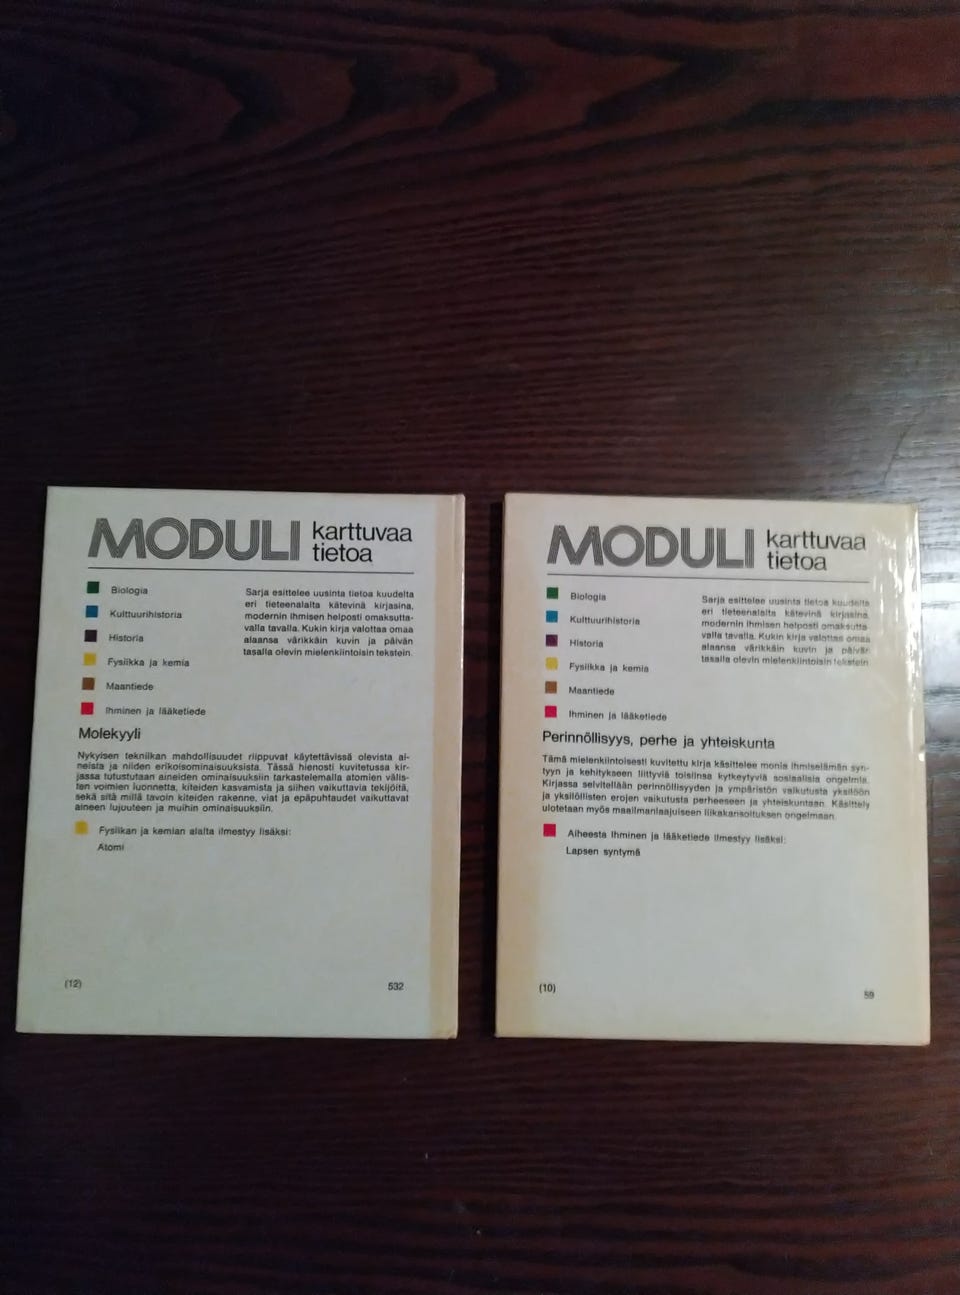 MODULI karttuvaa
tietoa
Biologia
Kulttuurihistoria
Historia
Fysiikka ja kemia
Maantiede
Ihminen ja lääketiede
Sarja esittelee uusinta tietoa kuudelta
eri tieteenalalta kätevinä kirjasina,
modernin ihmisen helposti omaksutta-
valla tavalla. Kukin kirja valottaa omaa
alaansa värikkäin kuvin ja päivän
tasalla olevin mielenkiintoisin tekstein.
Molekyyli
Nykyisen tekniikan mahdollisuudet riippuvat käytettävissä olevista ai-
neista ja niiden erikoisominaisuuksista. Tässä hienosti kuvitetussa kir-
jassa tutustutaan aineiden ominaisuuksiin tarkastelemalla atomien välis-
ten voimien luonnetta, kiteiden kasvamista ja siihen vaikuttavia tekijöitä,
sekä sitä millä tavoin kiteiden rakenne, viat ja epäpuhtaudet vaikuttavat
aineen lujuuteen ja muihin ominaisuuksiin.
Fysiikan ja kemian alalta ilmestyy lisäksi:
Atomi
(12) 532
MODULI karttuvaa
tietoa
Biologia
Kulttuurihistoria
Historia
Fysiikka ja kemia
Maantiede
Ihminen ja lääketiede
Sarja esittelee uusinta tietoa kuudelta
eri tieteenalalta kätevinä kirjasina,
modernin ihmisen helposti omaksutta-
valla tavalla. Kukin kirja valottaa omaa
alaansa värikkäin kuvin ja päivän
tasalla olevin mielenkiintoisin tekstein
Perinnöllisyys, perhe ja yhteiskunta
Tämä mielenkiintoisesti kuvitettu kirja käsittelee monia ihmiselämän syn-
tyyn ja kehitykseen liittyviä toisiinsa kytkeytyviä sosiaalisia ongelmia.
Kirjassa selvitellään perinnöllisyyden ja ympäristön vaikutusta yksilöön
ja yksilöllisten erojen vaikutusta perheeseen ja yhteiskuntaan. Käsittely
ulotetaan myös maailmanlaajuiseen liikakansoituksen ongelmaan.
Aiheesta Ihminen ja lääketiede ilmestyy lisäksi:
Lapsen syntymä
(10) 59